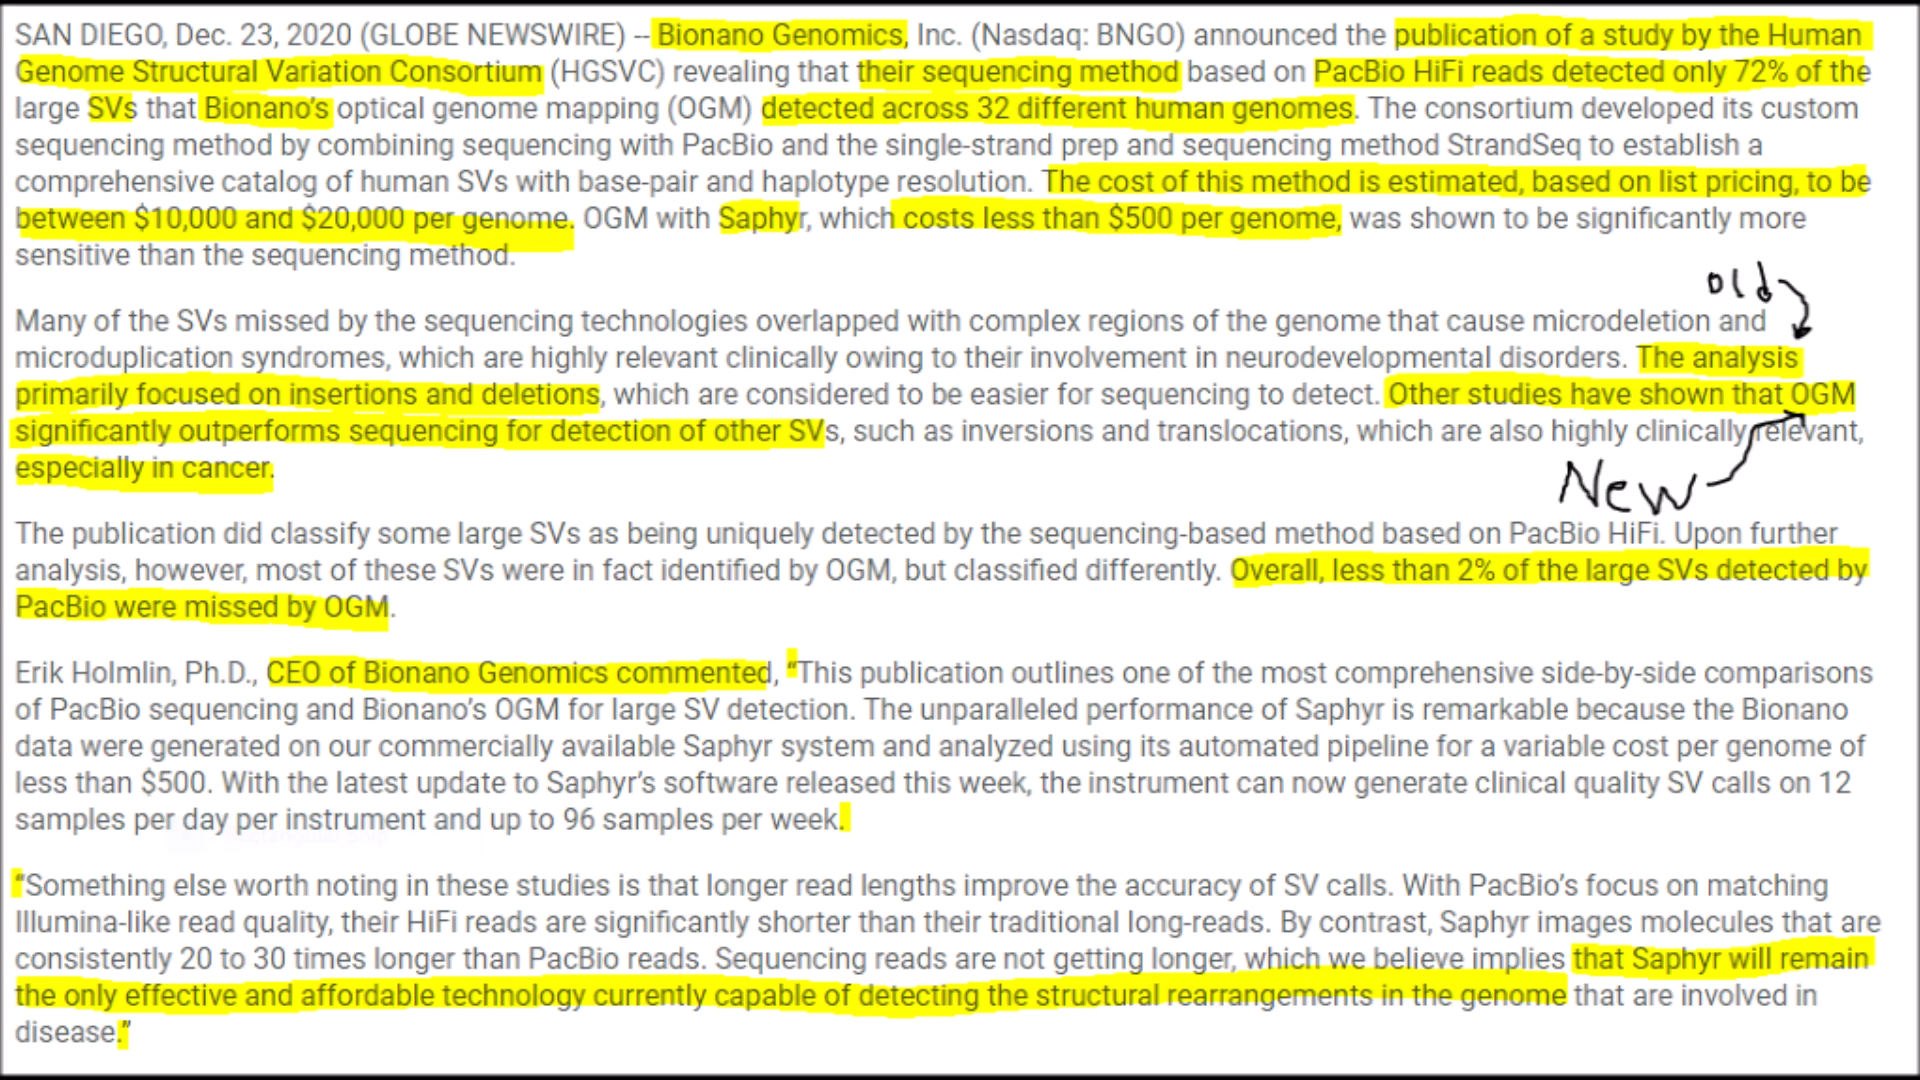 SAN DIEGO, Dec. 23, 2020 (GLOBE NEWSWIRE) -- Bionano Genomics, Inc. (Nasdaq: BNGO) announced the publication of a study by the Human
Genome Structural Variation Consortium (HGSVC) revealing that their sequencing method based on PacBio HiFi reads detected only 72% of the
large SVs that Bionano's optical genome mapping (OGM) detected across 32 different human genomes. The consortium developed its custom
sequencing method by combining sequencing with PacBio and the single-strand prep and sequencing method StrandSeq to establish a
comprehensive catalog of human SVs with base-pair and haplotype resolution. The cost of this method is estimated, based on list pricing, to be
between $10,000 and $20,000 per genome. OGM with Saphyr, which costs less than $500 per genome, was shown to be significantly more
sensitive than the sequencing method.
old
Many of the SVs missed by the sequencing technologies overlapped with complex regions of the genome that cause microdeletion and
microduplication syndromes, which are highly relevant clinically owing to their involvement in neurodevelopmental disorders. The analysis
primarily focused on insertions and deletions, which are considered to be easier for sequencing to detect. Other studies have shown that OGM
significantly outperforms sequencing for detection of other SVs, such as inversions and translocations, which are also highly clinically relevant,
especially in cancer.
New
The publication did classify some large SVs as being uniquely detected by the sequencing-based method based on PacBio HiFi. Upon further
analysis, however, most of these SVs were in fact identified by OGM, but classified differently. Overall, less than 2% of the large SVs detected by
PacBio were missed by OGM.
Erik Holmlin, Ph.D., CEO of Bionano Genomics commented, “This publication outlines one of the most comprehensive side-by-side comparisons
of PacBio sequencing and Bionano's OGM for large SV detection. The unparalleled performance of Saphyr is remarkable because the Bionano
data were generated on our commercially available Saphyr system and analyzed using its automated pipeline for a variable cost per genome of
less than $500. With the latest update to Saphyr's software released this week, the instrument can now generate clinical quality SV calls on 12
samples per day per instrument and up to 96 samples per week.
“Something else worth noting in these studies is that longer read lengths improve the accuracy of SV calls. With PacBio's focus on matching
Illumina-like read quality, their HiFi reads are significantly shorter than their traditional long-reads. By contrast, Saphyr images molecules that are
consistently 20 to 30 times longer than PacBio reads. Sequencing reads are not getting longer, which we believe implies that Saphyr will remain
the only effective and affordable technology currently capable of detecting the structural rearrangements in the genome that are involved in
disease.”